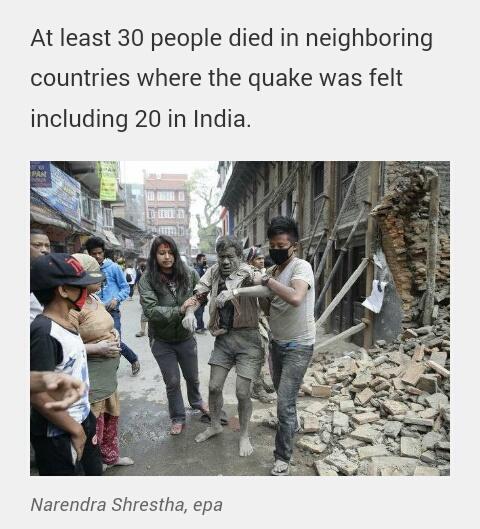 At least 30 people died in neighboring
countries where the quake was felt
including 20 in India.
Narendra Shrestha, epa